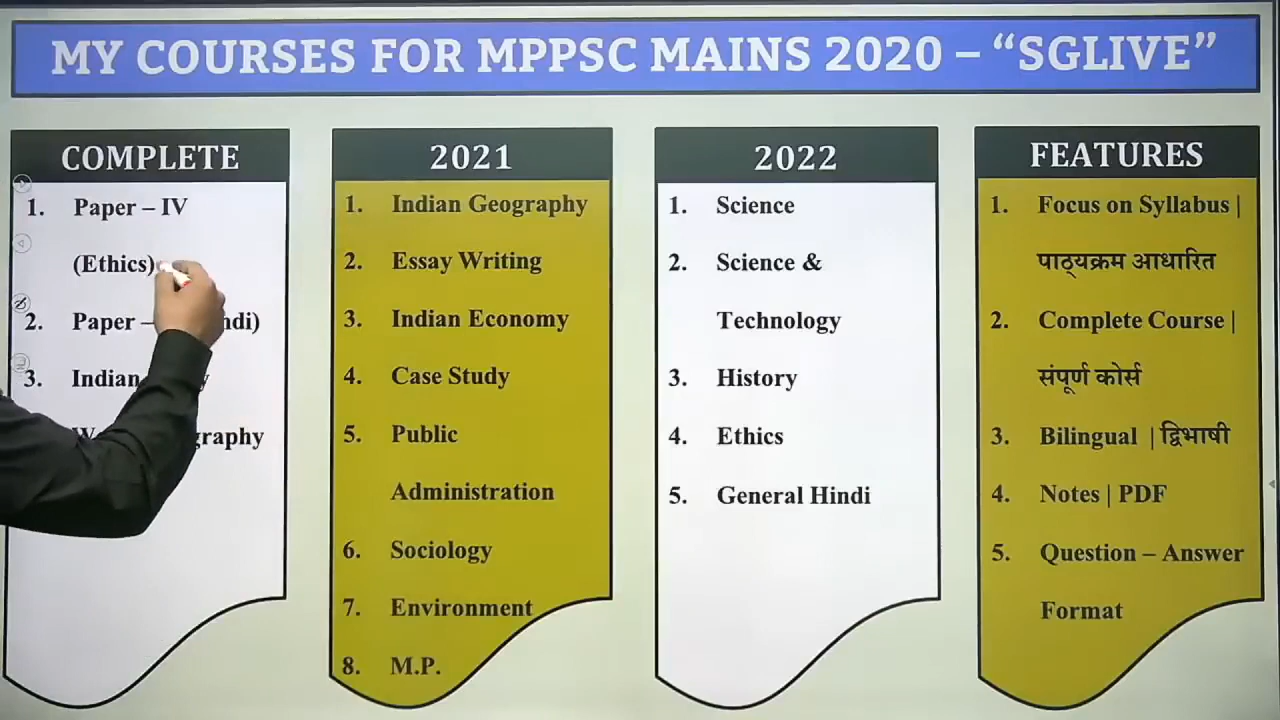 MY COURSES FOR MPPSC MAINS 2020 – “SGLIVE”
COMPLETE
1. Paper – IV
(Ethics)
2. Paper –
3. Indian
2021
1. Indian Geography
2. Essay Writing
3. Indian Economy
4. Case Study
5. Public
Administration
6. Sociology
7. Environment
8. M.P.
2022
1. Science
2. Science &
Technology
3. History
4. Ethics
5. General Hindi
FEATURES
1. Focus on Syllabus |
पाठ्यक्रम आधारित
2. Complete Course |
संपूर्ण कोर्स
3. Bilingual | द्विभाषी
4. Notes | PDF
5. Question – Answer
Format